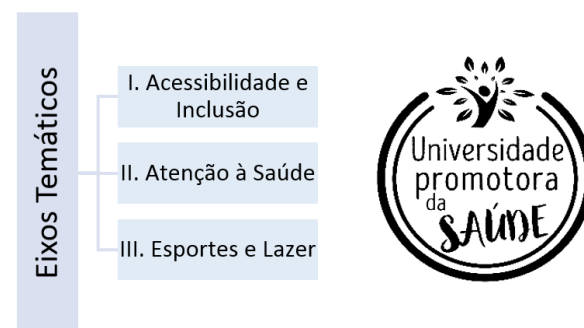 Eixos Temáticos
I. Acessibilidade e
Inclusão
II. Atenção à Saúde
III. Esportes e Lazer
Universidade
promotora
da
SAÚDE